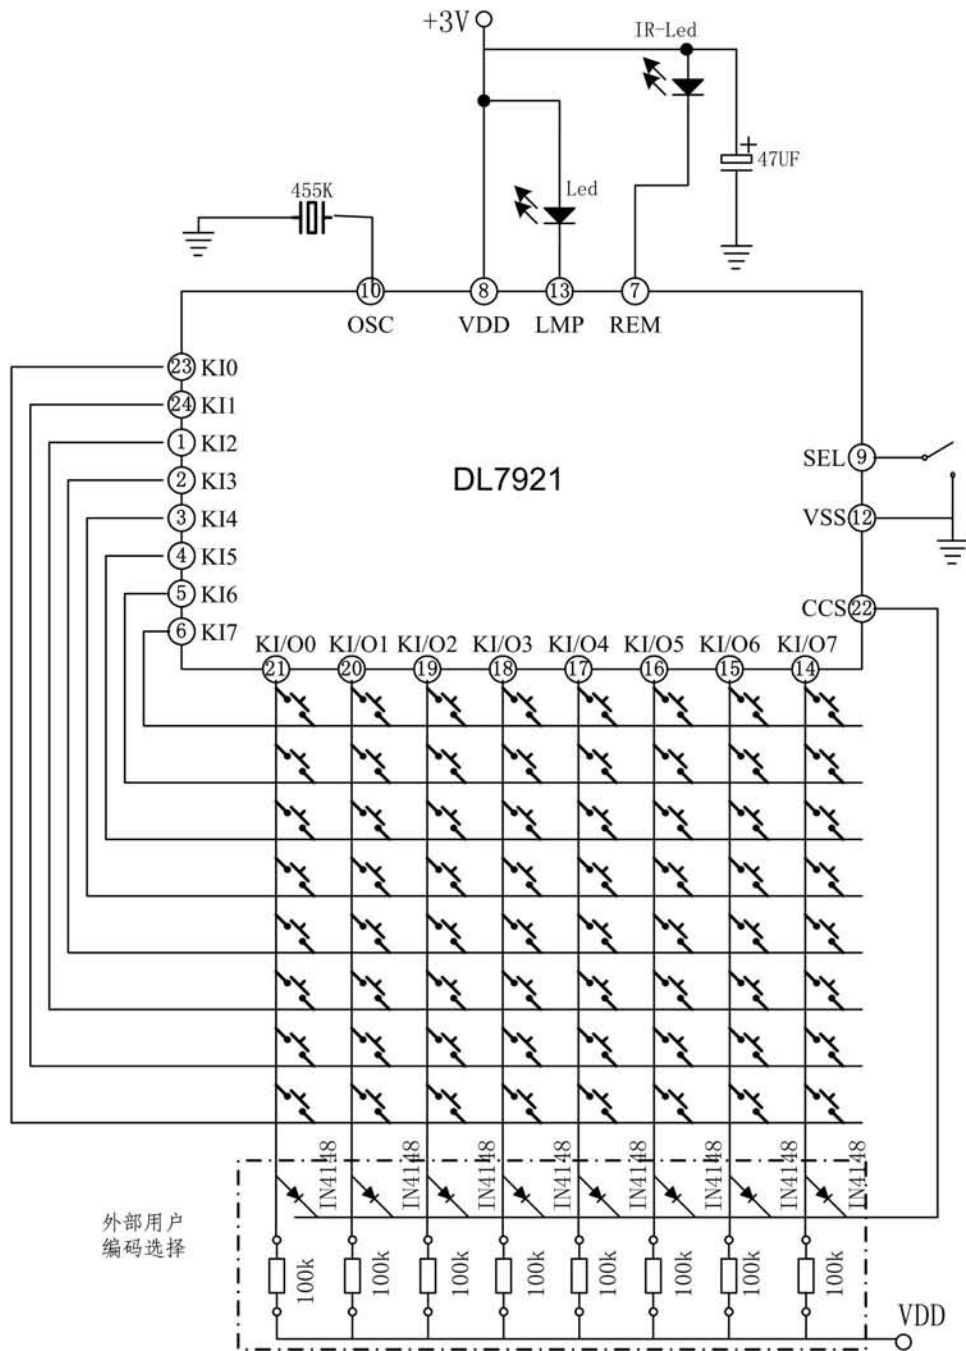 +3V
IR-Led
47UF
455K
Led
10
8
13
7
OSC
VDD
LMP
REM
23
KI0
24
KI1
1
KI2
2
KI3
3
KI4
4
KI5
5
KI6
6
KI7
DL7921
SEL
9
VSS
12
CCS
22
KI/O0
KI/O1
KI/O2
KI/O3
KI/O4
KI/O5
KI/O6
KI/O7
21
20
19
18
17
16
15
14
IN4148
IN4148
IN4148
IN4148
IN4148
IN4148
IN4148
IN4148
外部用户
编码选择
100k
100k
100k
100k
100k
100k
100k
100k
VDD